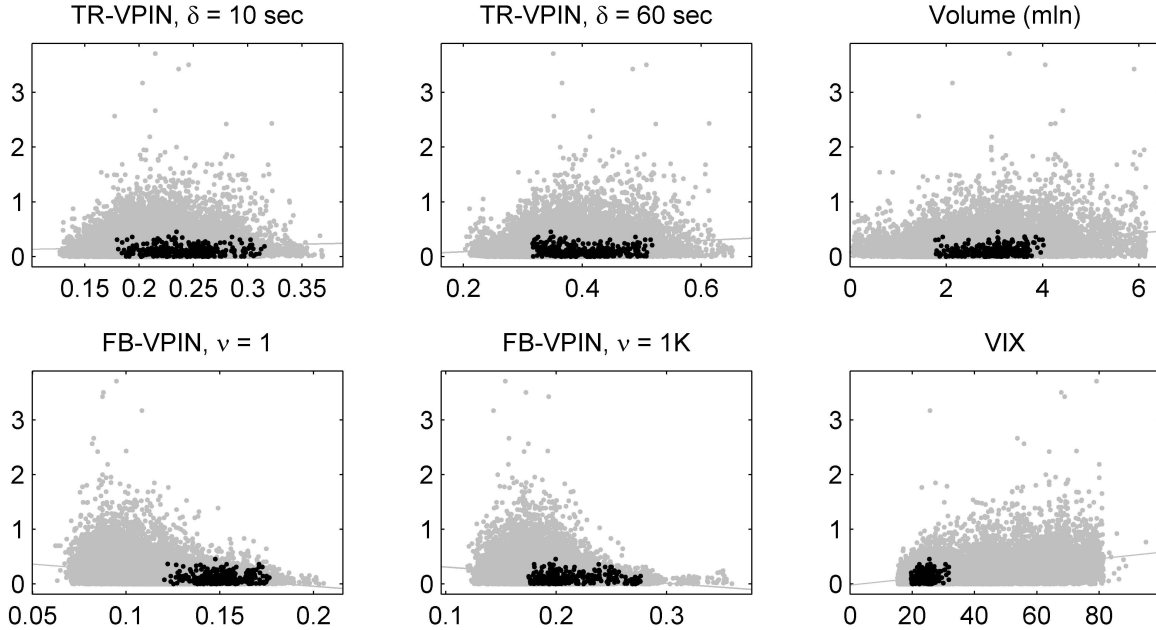 TR-VPIN, δ = 10 sec
3
2
1
0
0.15 0.2 0.25 0.3 0.35
TR-VPIN, δ = 60 sec
3
2
1
0
0.2 0.4 0.6
Volume (mln)
3
2
1
0
0 2 4 6
FB-VPIN, ν = 1
3
2
1
0
0.05 0.1 0.15 0.2
FB-VPIN, ν = 1K
3
2
1
0
0.1 0.2 0.3
VIX
3
2
1
0
0 20 40 60 80